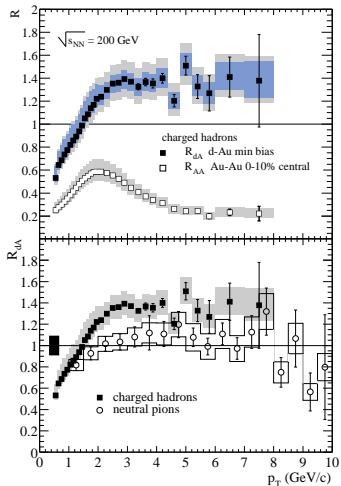 R
1.8
1.6
√sNN = 200 GeV
1.4
1.2
1
0.8
charged hadrons
RdA d-Au min bias
0.6
RAA Au-Au 0-10% central
0.4
0.2
RdA
1.8
1.6
1.4
1.2
1
0.8
0.6
0.4
charged hadrons
0.2
neutral pions
0
0 1 2 3 4 5 6 7 8 9 10
pT (GeV/c)